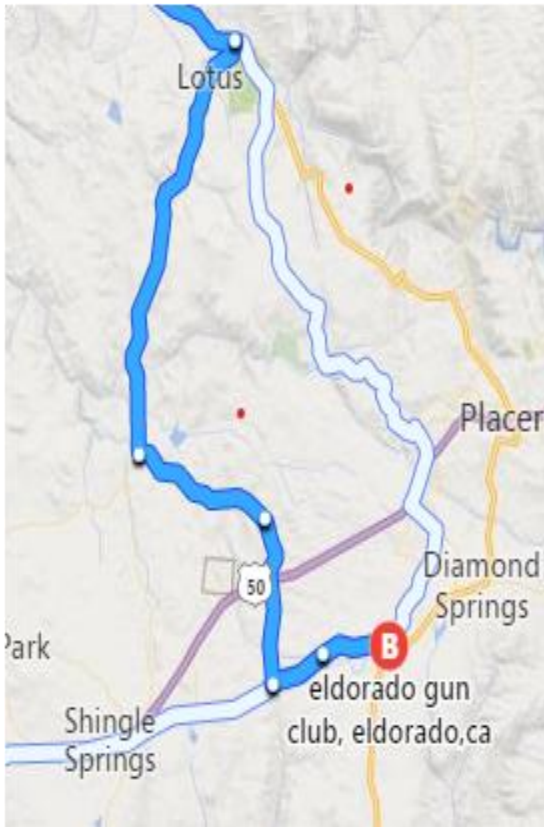 Lotus
Placer
50
Diamond
Springs
Park
B
eldorado gun
club, eldorado,ca
Shingle
Springs